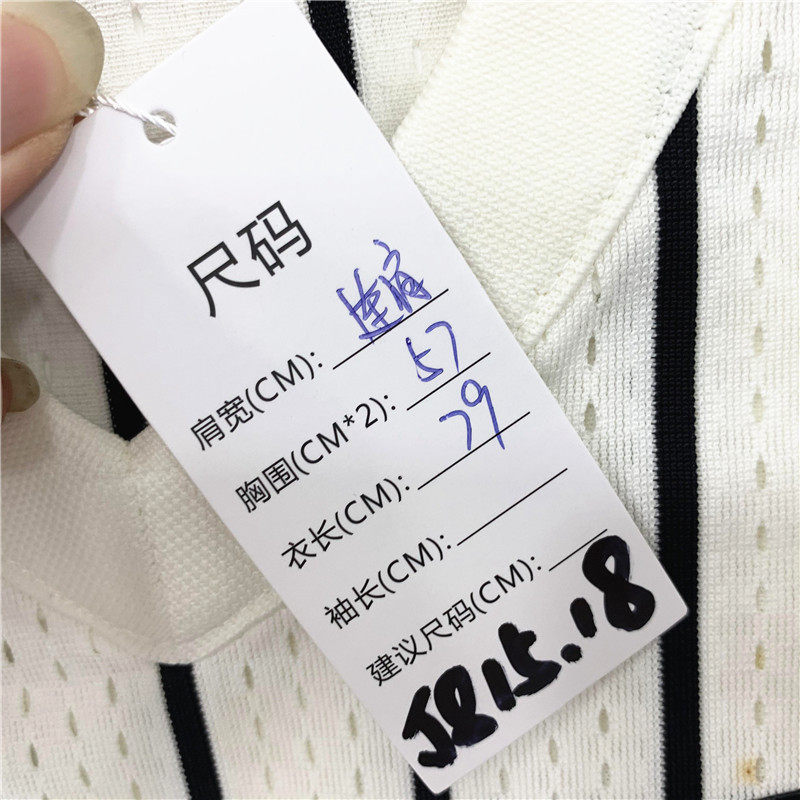 尺码
肩宽(CM): 连肩
胸围(CM*2): 57
衣长(CM): 79
袖长(CM):
建议尺码(CM):
J815.18